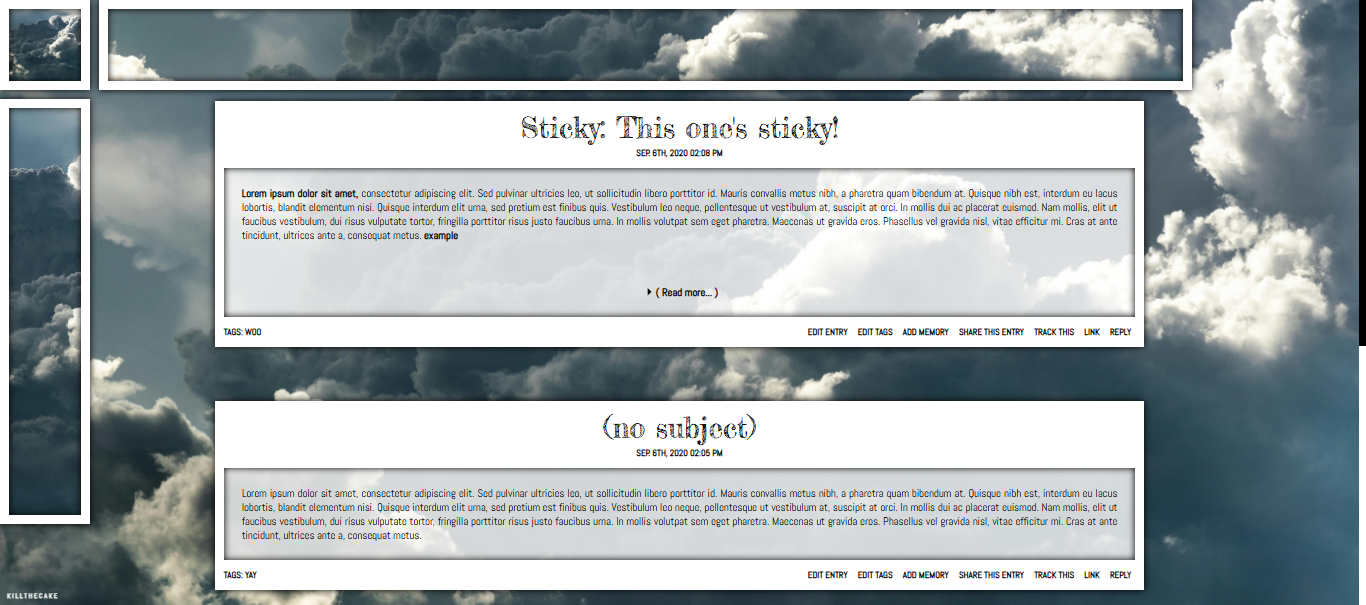 Sticky: This one's sticky!
SEP. 6TH, 2020 02:08 PM
Lorem ipsum dolor sit amet, consectetur adipiscing elit. Sed pulvinar ultricies leo, ut sollicitudin libero porttitor id. Mauris convallis metus nibh, a pharetra quam bibendum at. Quisque nibh est, interdum eu lacus
lobortis, blandit elementum nisi. Quisque interdum elit urna, sed pretium est finibus quis. Vestibulum leo neque, pellentesque ut vestibulum at, suscipit at orci. In mollis dui ac placerat euismod. Nam mollis, elit ut
faucibus vestibulum, dui risus vulputate tortor, fringilla porttitor risus justo faucibus urna. In mollis volutpat sem eget pharetra. Maecenas ut gravida eros. Phasellus vel gravida nisl, vitae efficitur mi. Cras at ante
tincidunt, ultrices ante a, consequat metus. example
( Read more... )
TAGS: WOO
EDIT ENTRY EDIT TAGS ADD MEMORY SHARE THIS ENTRY TRACK THIS LINK REPLY
(no subject)
SEP. 6TH, 2020 02:05 PM
Lorem ipsum dolor sit amet, consectetur adipiscing elit. Sed pulvinar ultricies leo, ut sollicitudin libero porttitor id. Mauris convallis metus nibh, a pharetra quam bibendum at. Quisque nibh est, interdum eu lacus
lobortis, blandit elementum nisi. Quisque interdum elit urna, sed pretium est finibus quis. Vestibulum leo neque, pellentesque ut vestibulum at, suscipit at orci. In mollis dui ac placerat euismod. Nam mollis, elit ut
faucibus vestibulum, dui risus vulputate tortor, fringilla porttitor risus justo faucibus urna. In mollis volutpat sem eget pharetra. Maecenas ut gravida eros. Phasellus vel gravida nisl, vitae efficitur mi. Cras at ante
tincidunt, ultrices ante a, consequat metus.
TAGS: YAY
EDIT ENTRY EDIT TAGS ADD MEMORY SHARE THIS ENTRY TRACK THIS LINK REPLY
KILLTHECAKE